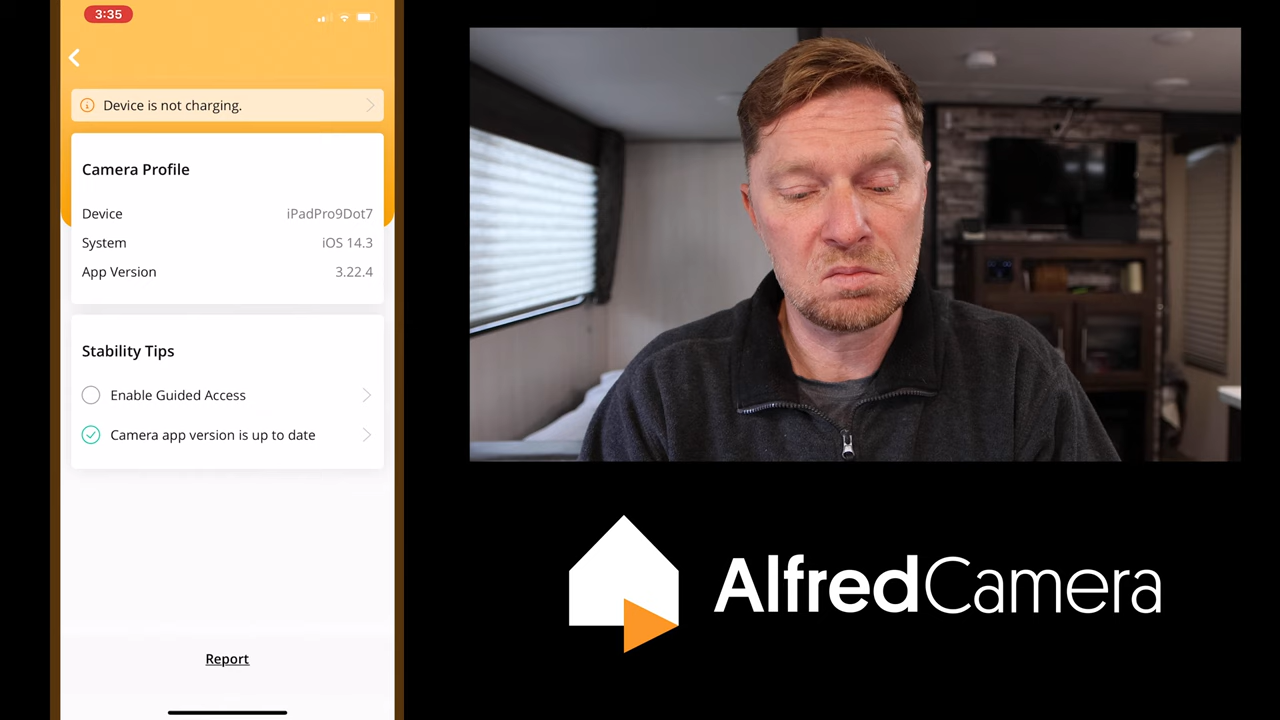 3:35
Device is not charging.
Camera Profile
Device iPadPro9Dot7
System iOS 14.3
App Version 3.22.4
Stability Tips
Enable Guided Access
Camera app version is up to date
Report
AlfredCamera